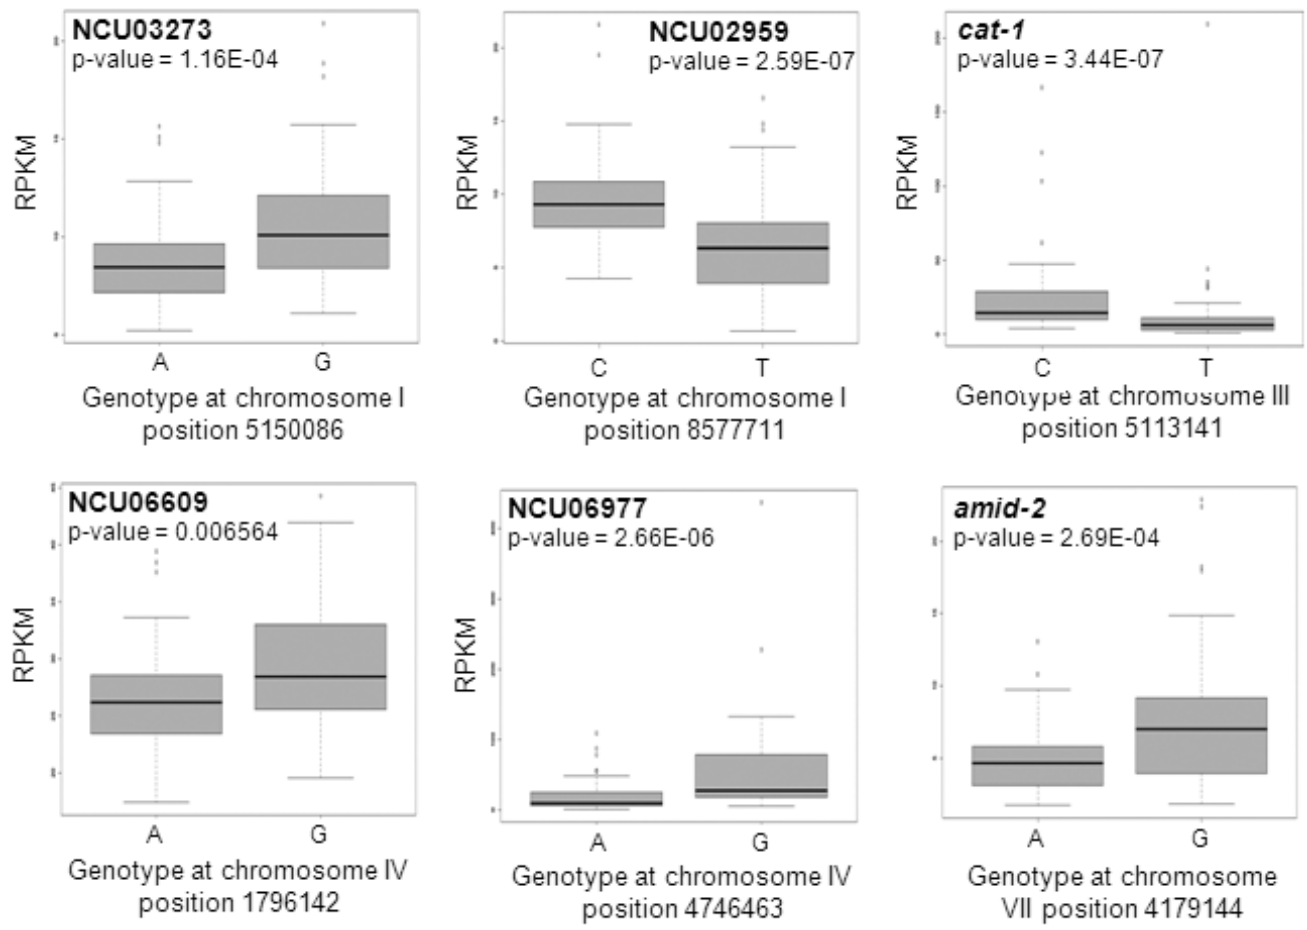 NCU03273
p-value = 1.16E-04
RPKM
A G
Genotype at chromosome I
position 5150086
NCU02959
p-value = 2.59E-07
RPKM
C T
Genotype at chromosome I
position 8577711
cat-1
p-value = 3.44E-07
RPKM
C T
Genotype at chromosome III
position 5113141
NCU06609
p-value = 0.006564
RPKM
A G
Genotype at chromosome IV
position 1796142
NCU06977
p-value = 2.66E-06
RPKM
A G
Genotype at chromosome IV
position 4746463
amid-2
p-value = 2.69E-04
RPKM
A G
Genotype at chromosome
VII position 4179144